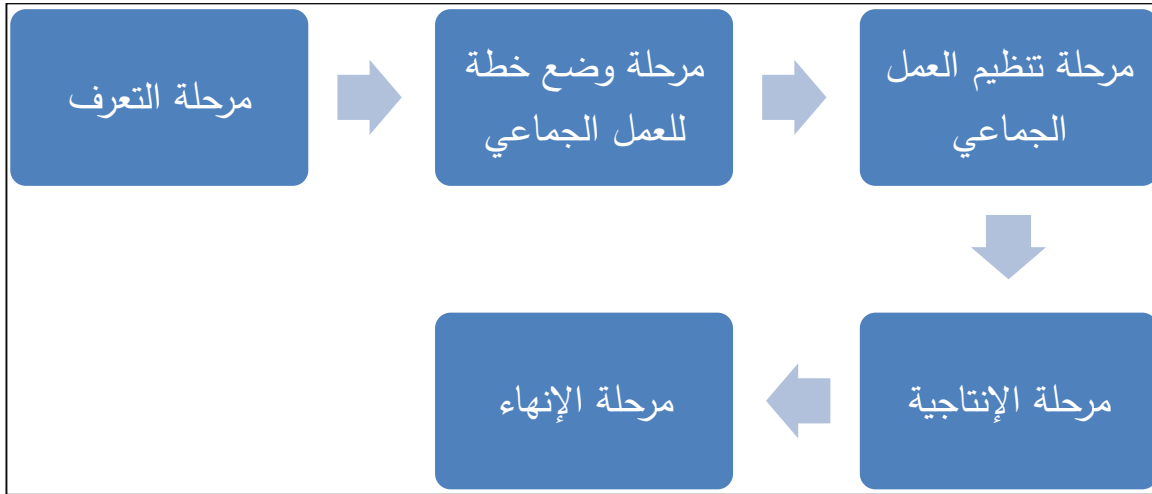 مرحلة التعرف
مرحلة وضع خطة
للعمل الجماعي
مرحلة تنظيم العمل
الجماعي
مرحلة الإنتاجية
مرحلة الإنهاء